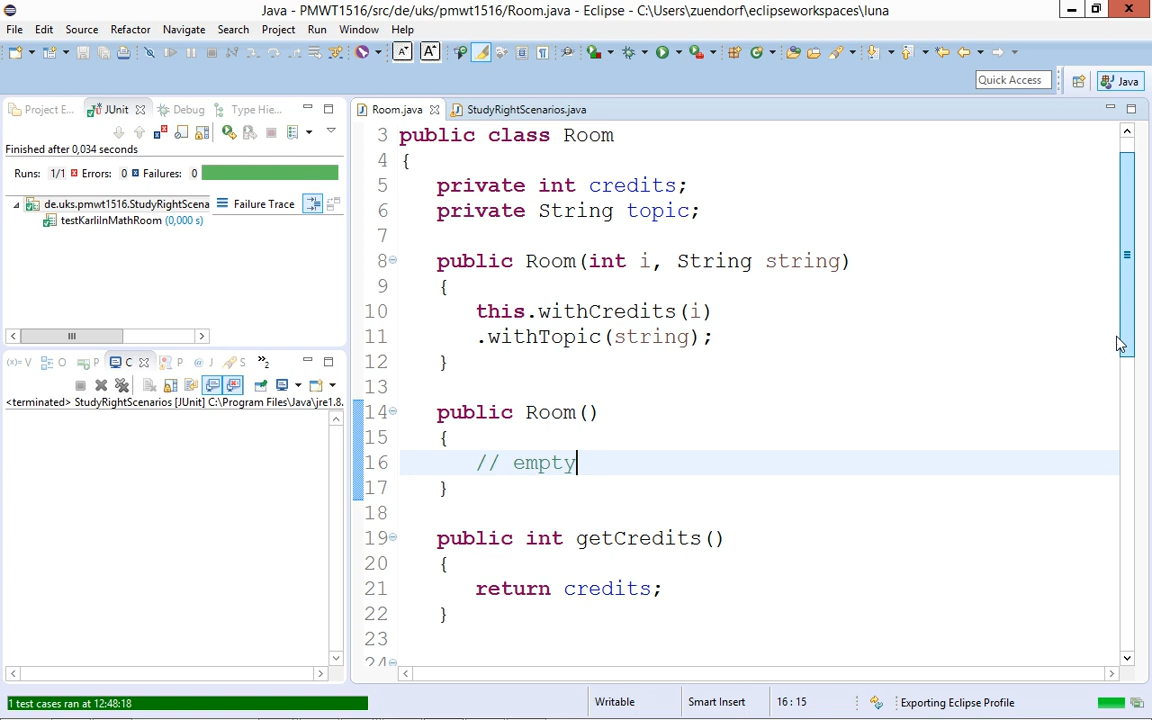 Java - PMWT1516/src/de/uks/pmwt1516/Room.java - Eclipse - C:\Users\zuendorf\eclipseworkspaces\luna
File Edit Source Refactor Navigate Search Project Run Window Help
Quick Access Java
Project E... JUnit Debug Type Hie...
Finished after 0,034 seconds
Runs: 1/1 Errors: 0 Failures: 0
de.uks.pmwt1516.StudyRightScena Failure Trace
testKarliInMathRoom (0,000 s)
(x)= V O P C P @ J S »2
<terminated> StudyRightScenarios [JUnit] C:\Program Files\Java\jre1.8.
Room.java StudyRightScenarios.java
3 public class Room
4 {
5 private int credits;
6 private String topic;
7
8 public Room(int i, String string)
9 {
10 this.withCredits(i)
11 .withTopic(string);
12 }
13
14 public Room()
15 {
16 // empty
17 }
18
19 public int getCredits()
20 {
21 return credits;
22 }
23
24
1 test cases ran at 12:48:18 Writable Smart Insert 16 : 15 Exporting Eclipse Profile